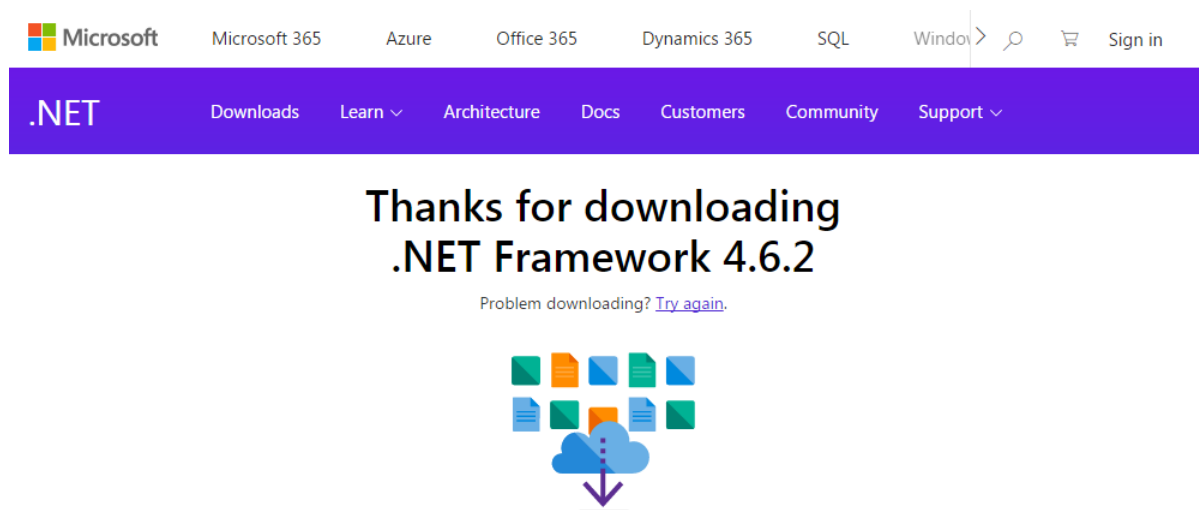 Microsoft Microsoft 365 Azure Office 365 Dynamics 365 SQL Sign in
.NET Downloads Learn Architecture Docs Customers Community Support
Thanks for downloading
.NET Framework 4.6.2
Problem downloading? Try again.